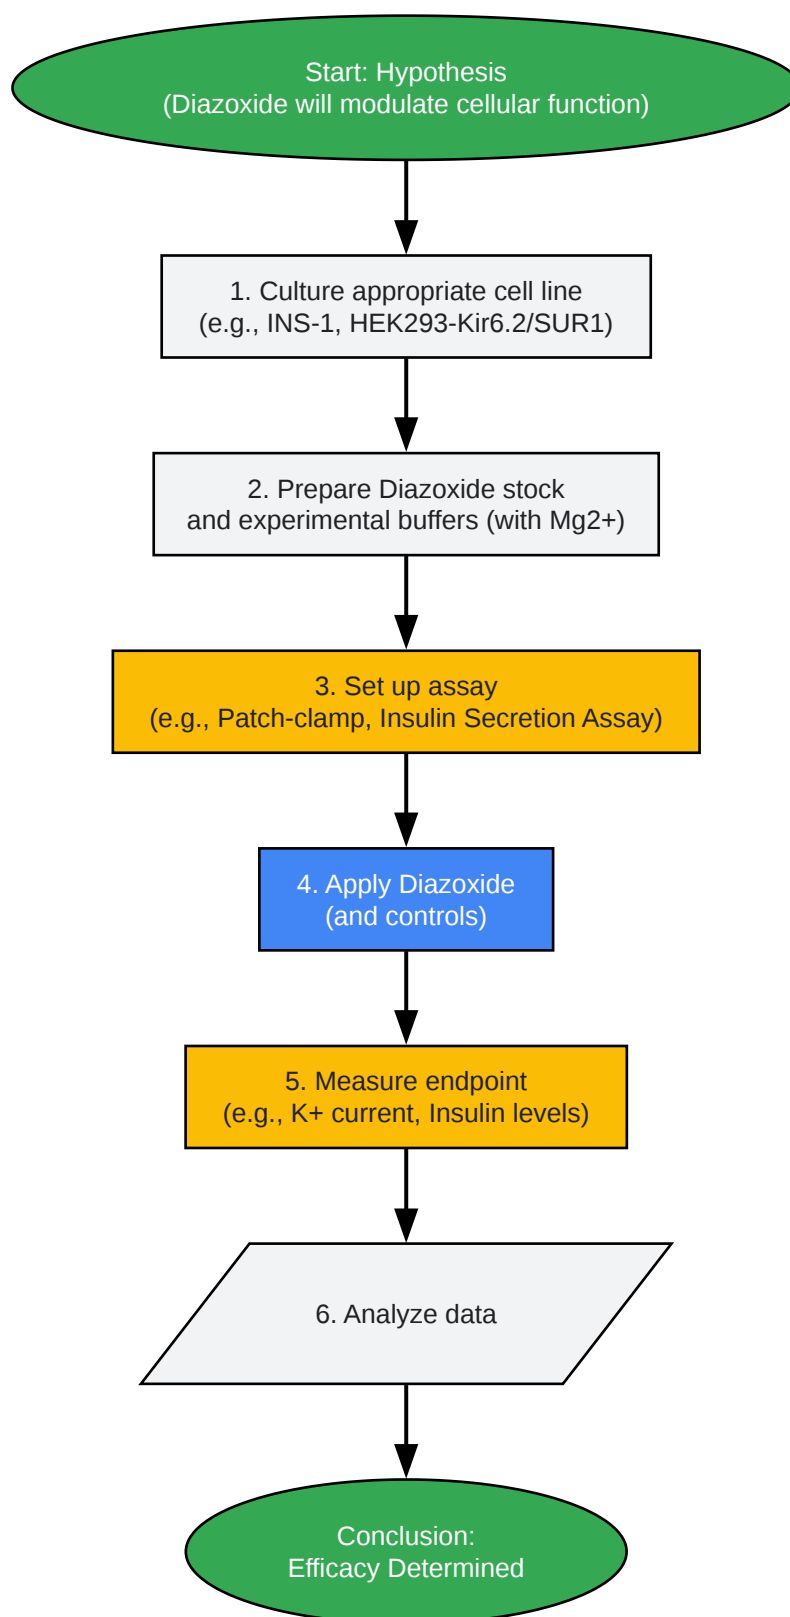 Start: Hypothesis
(Diazoxide will modulate cellular function)
1. Culture appropriate cell line
(e.g., INS-1, HEK293-Kir6.2/SUR1)
2. Prepare Diazoxide stock
and experimental buffers (with Mg2+)
3. Set up assay
(e.g., Patch-clamp, Insulin Secretion Assay)
4. Apply Diazoxide
(and controls)
5. Measure endpoint
(e.g., K+ current, Insulin levels)
6. Analyze data
Conclusion:
Efficacy Determined